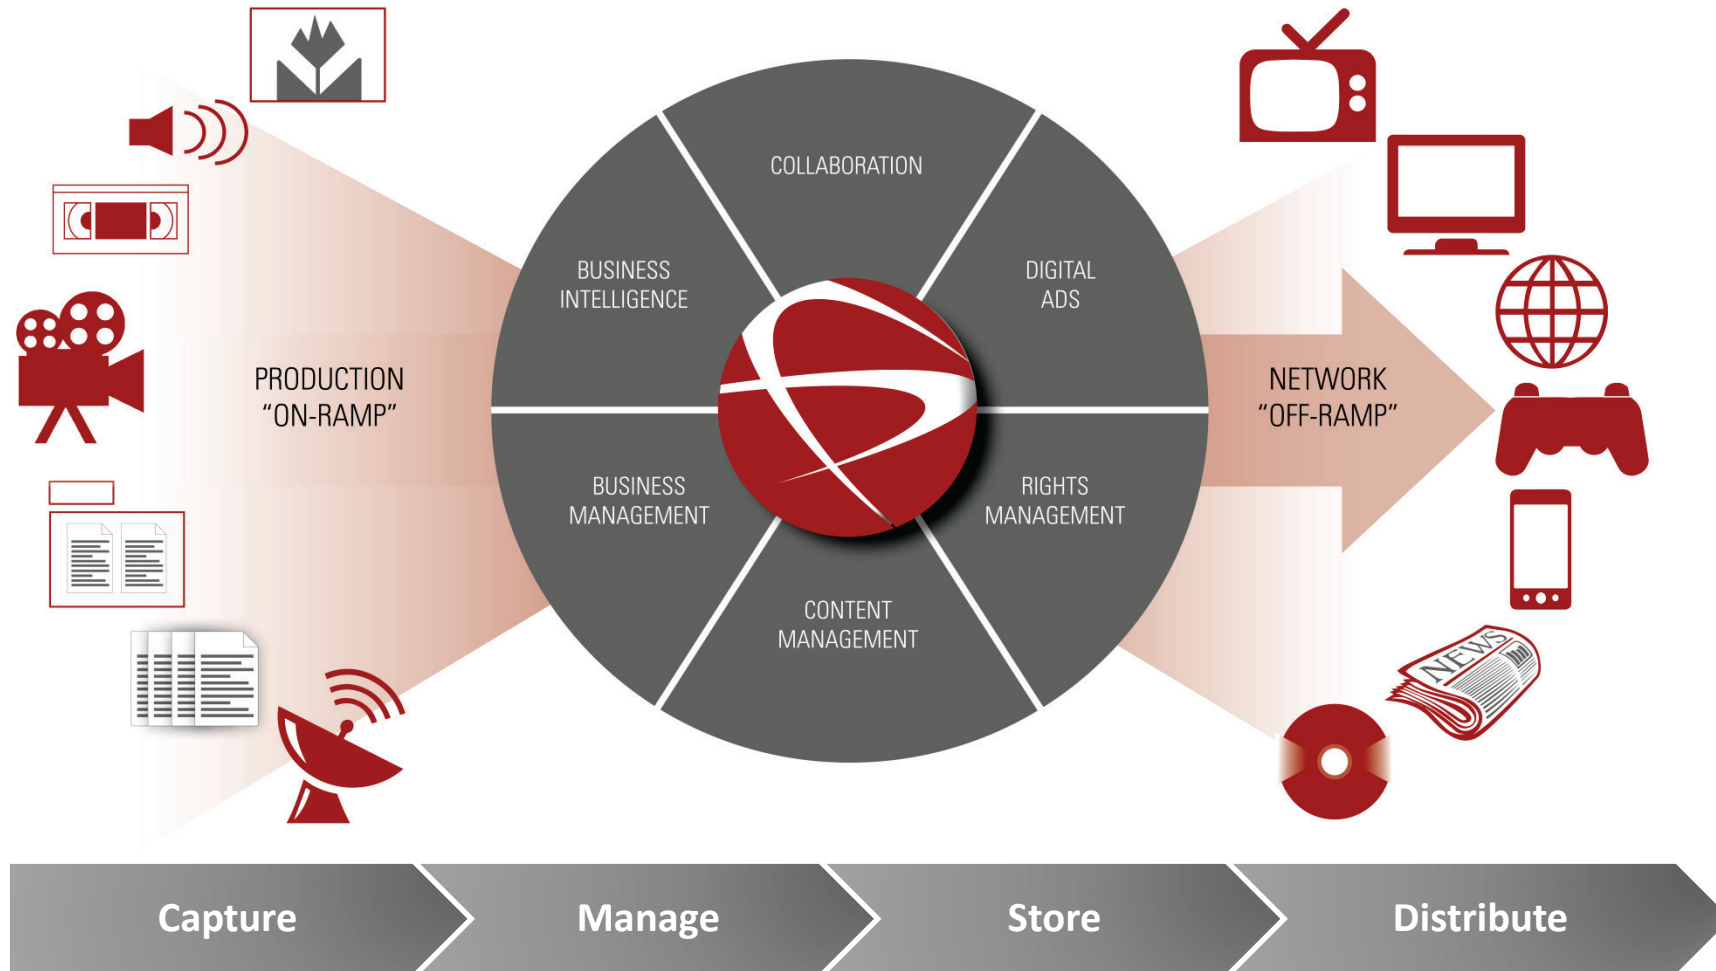 COLLABORATION
BUSINESS
INTELLIGENCE
DIGITAL
ADS
PRODUCTION
“ON-RAMP”
NETWORK
“OFF-RAMP”
BUSINESS
MANAGEMENT
RIGHTS
MANAGEMENT
CONTENT
MANAGEMENT
NEWS
Capture
Manage
Store
Distribute